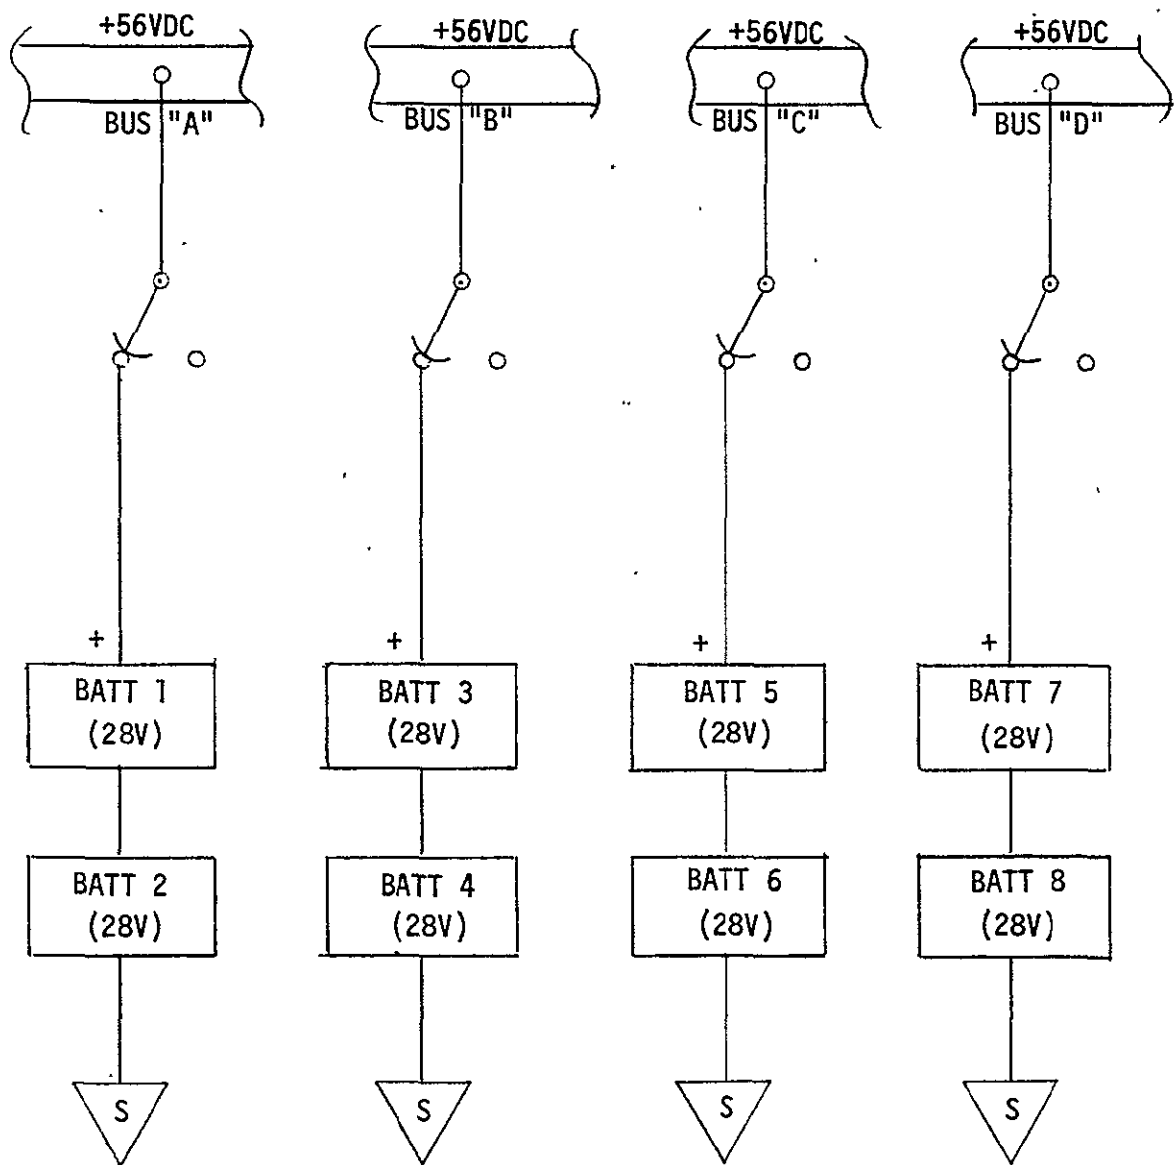 +56VDC
+56VDC
+56VDC
+56VDC
BUS "A"
BUS "B"
BUS "C"
BUS "D"
+
+
+
+
BATT 1
(28V)
BATT 3
(28V)
BATT 5
(28V)
BATT 7
(28V)
BATT 2
(28V)
BATT 4
(28V)
BATT 6
(28V)
BATT 8
(28V)
S
S
S
S